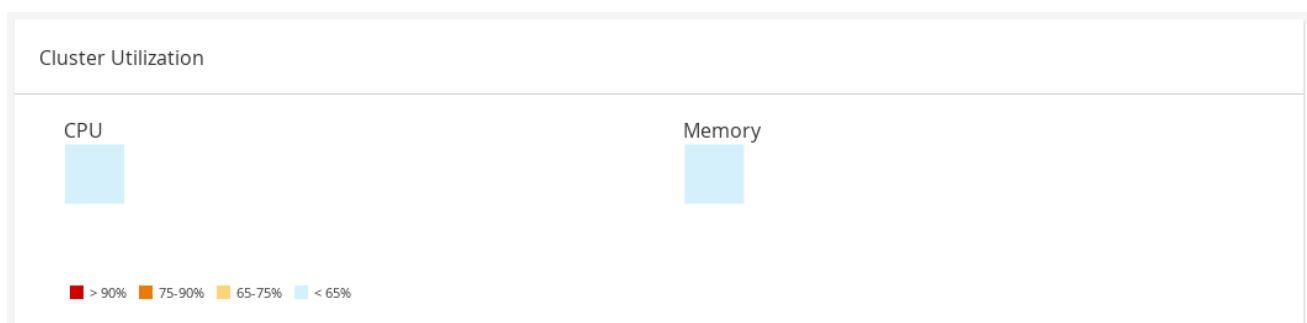 Cluster Utilization
CPU
Memory
> 90% 75-90% 65-75% < 65%